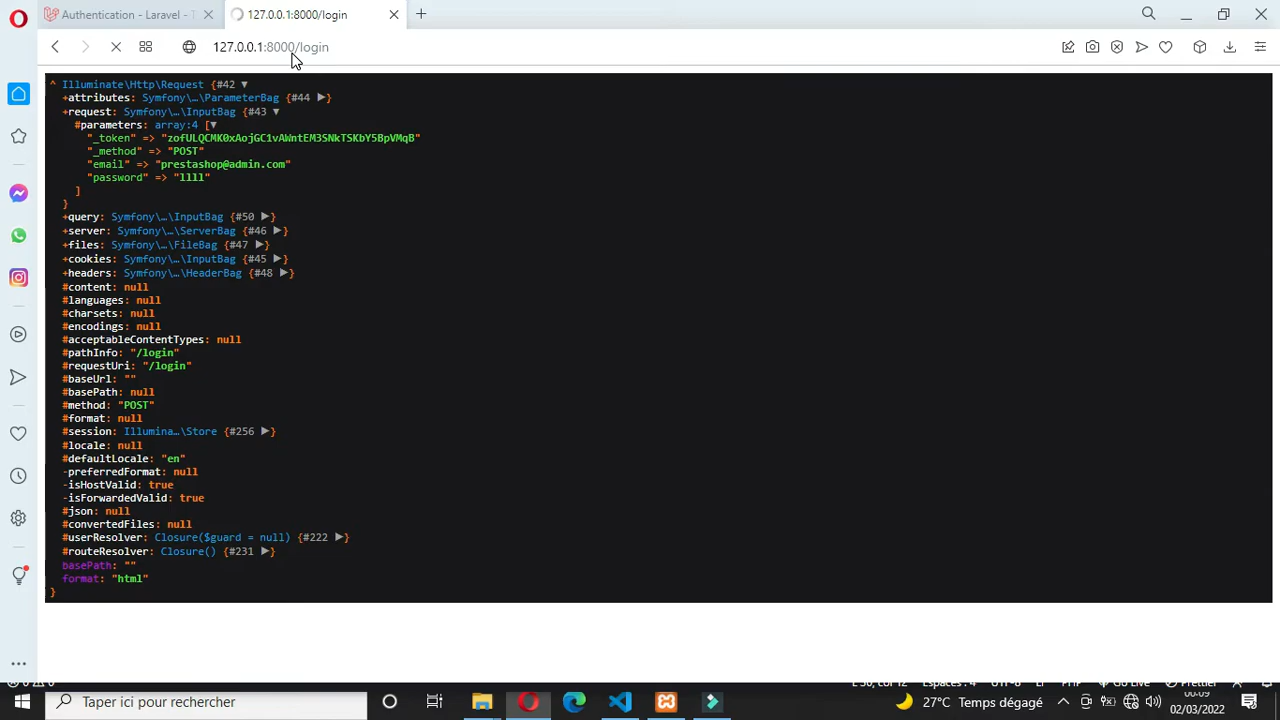 Authentication - Laravel - T
127.0.0.1:8000/login
127.0.0.1:8000/login
^ Illuminate\Http\Request {#42 ▼
+attributes: Symfony\…\ParameterBag {#44 ▶}
+request: Symfony\…\InputBag {#43 ▼
#parameters: array:4 [▼
"_token" => "zofULQCMK0xAojGC1vAWntEM3SNkTSKbY5BpVMqB"
"_method" => "POST"
"email" => "prestashop@admin.com"
"password" => "llll"
]
}
+query: Symfony\…\InputBag {#50 ▶}
+server: Symfony\…\ServerBag {#46 ▶}
+files: Symfony\…\FileBag {#47 ▶}
+cookies: Symfony\…\InputBag {#45 ▶}
+headers: Symfony\…\HeaderBag {#48 ▶}
#content: null
#languages: null
#charsets: null
#encodings: null
#acceptableContentTypes: null
#pathInfo: "/login"
#requestUri: "/login"
#baseUrl: ""
#basePath: null
#method: "POST"
#format: null
#session: Illumina…\Store {#256 ▶}
#locale: null
#defaultLocale: "en"
-preferredFormat: null
-isHostValid: true
-isForwardedValid: true
#json: null
#convertedFiles: null
#userResolver: Closure($guard = null) {#222 ▶}
#routeResolver: Closure() {#231 ▶}
basePath: ""
format: "html"
}
Taper ici pour rechercher
27°C Temps dégagé
00:09
02/03/2022